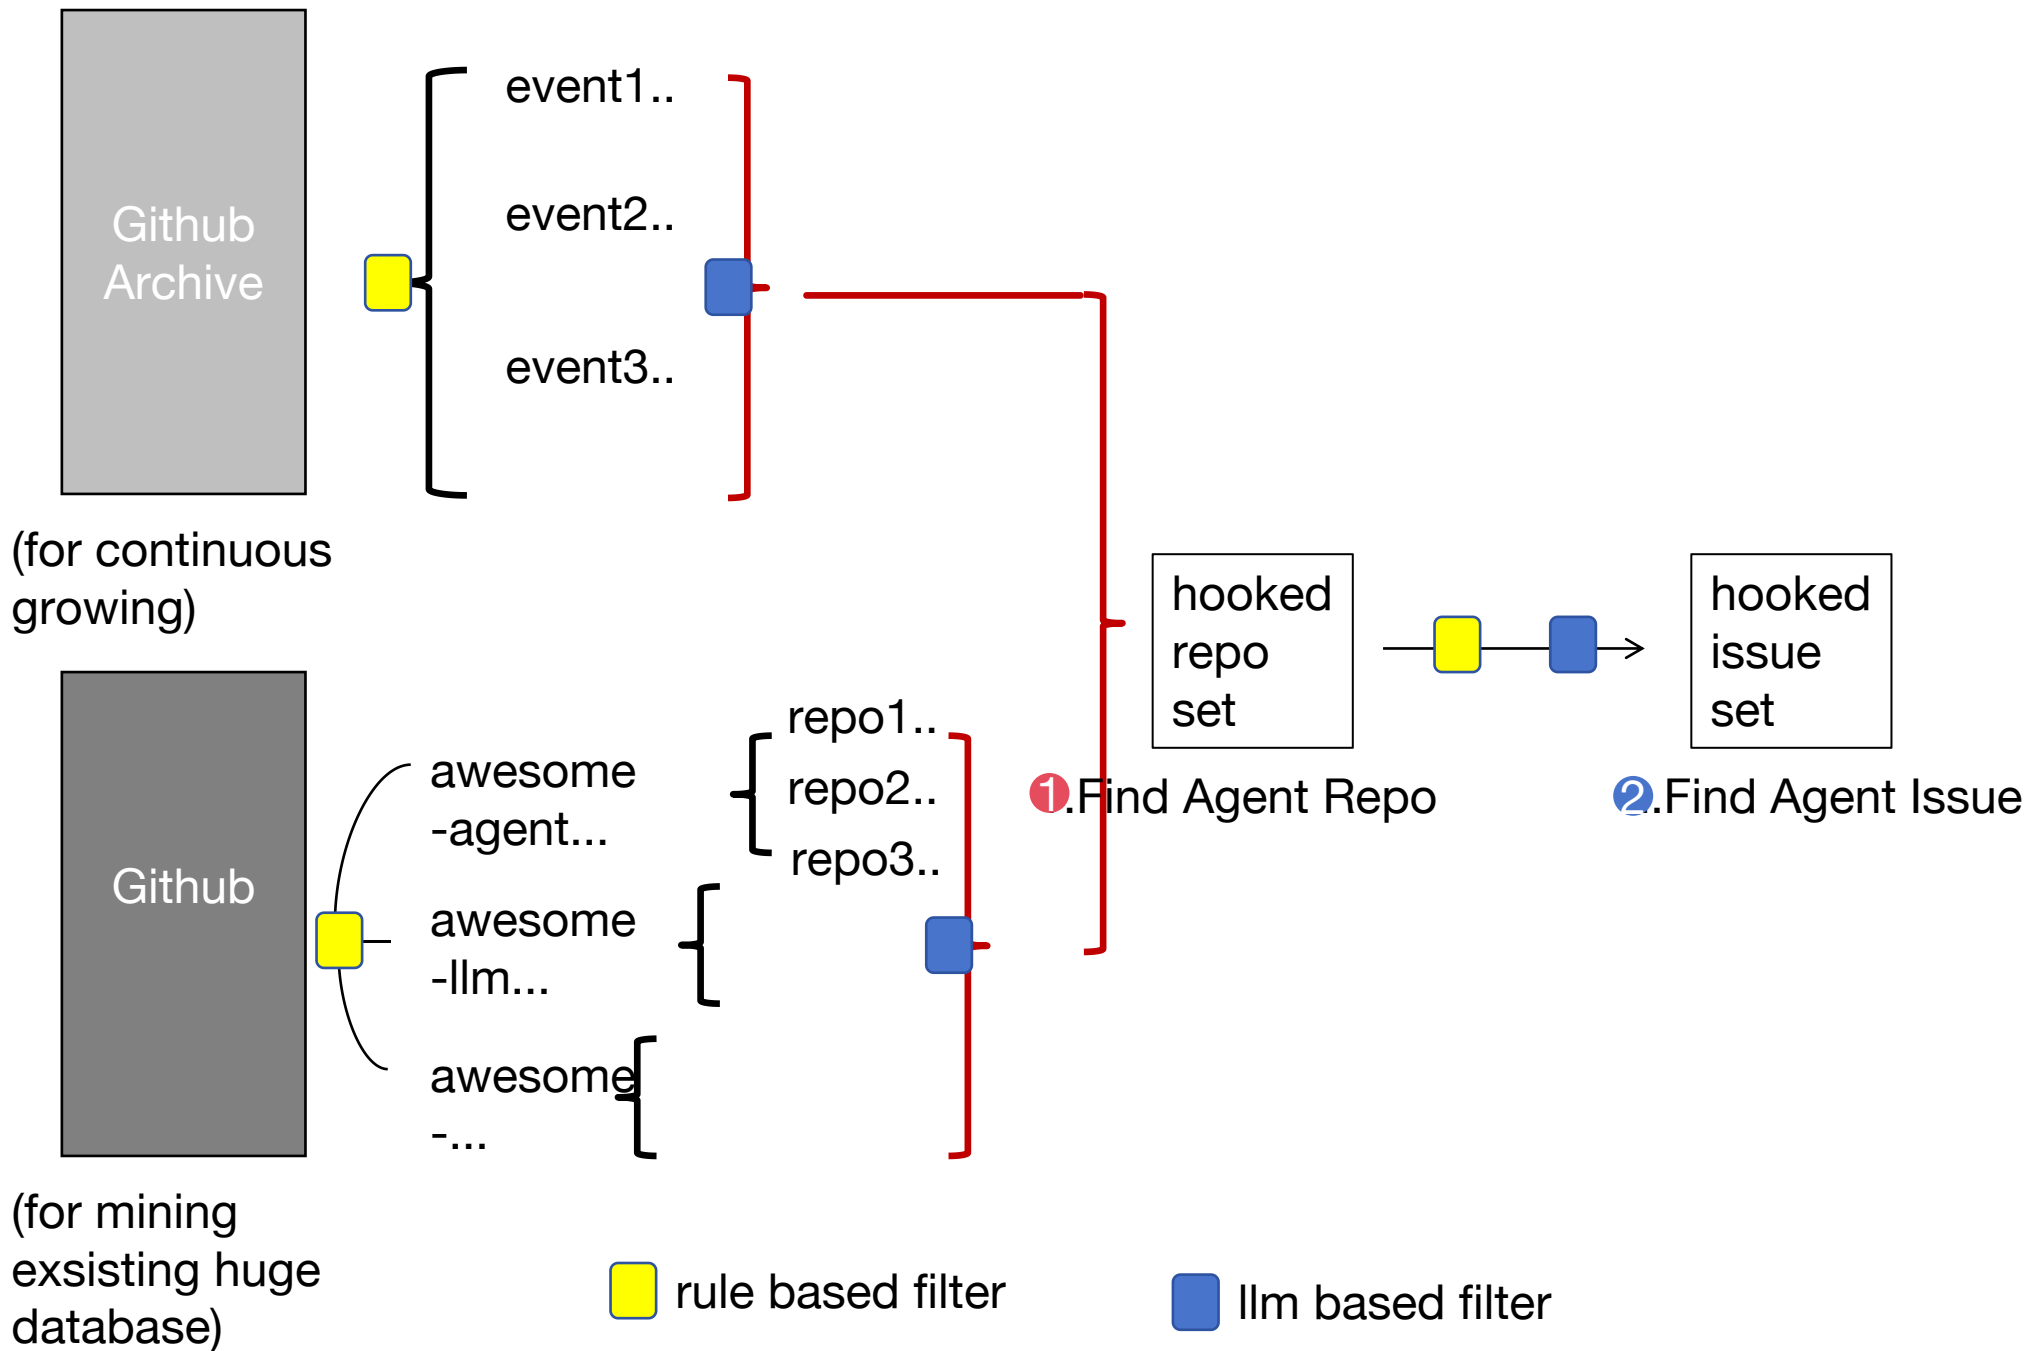 Github
Archive
event1..
event2..
event3..
(for continuous
growing)
Github
awesome
-agent...
awesome
-llm...
awesome
-...
repo1..
repo2..
repo3..
(for mining
exsisting huge
database)
hooked
repo
set
1.Find Agent Repo
hooked
issue
set
2..Find Agent Issue
rule based filter
llm based filter